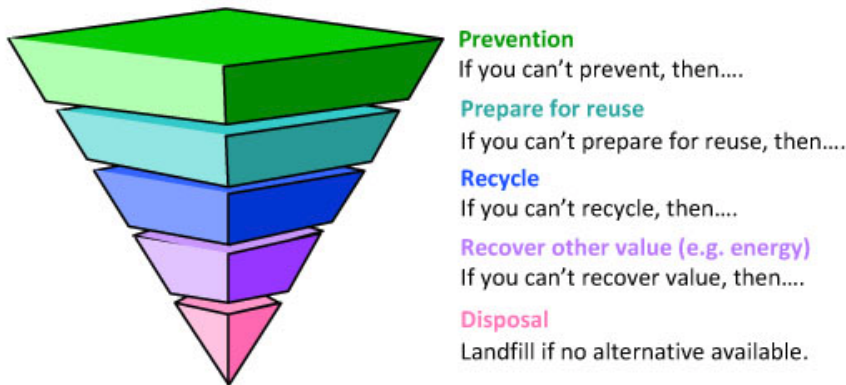 Prevention
If you can’t prevent, then....
Prepare for reuse
If you can’t prepare for reuse, then....
Recycle
If you can’t recycle, then....
Recover other value (e.g. energy)
If you can’t recover value, then....
Disposal
Landfill if no alternative available.